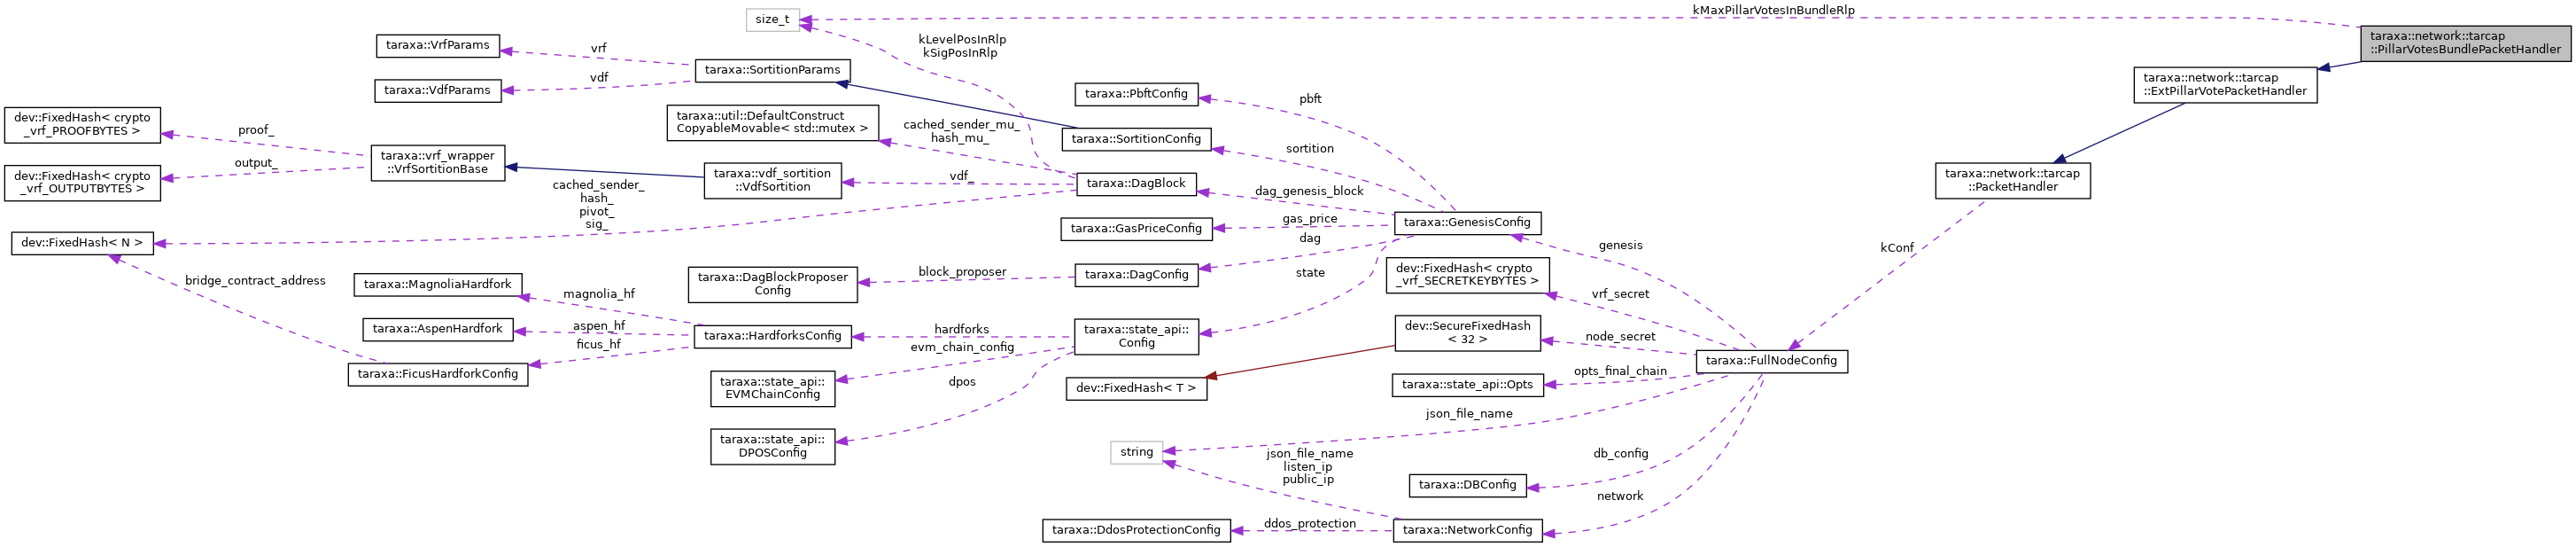 size_t
kMaxPillarVotesInBundleRlp
taraxa::network::tarcap
::PillarVotesBundlePacketHandler
taraxa::VrfParams
vrf
kLevelPosInRlp
kSigPosInRlp
taraxa::SortitionParams
vdf
taraxa::VdfParams
taraxa::network::tarcap
::ExtPillarVotePacketHandler
taraxa::PbftConfig
pbft
dev::FixedHash< crypto
_vrf_PROOFBYTES >
proof_
taraxa::util::DefaultConstruct
CopyableMovable< std::mutex >
cached_sender_mu_
hash_mu_
taraxa::SortitionConfig
sortition
taraxa::vrf_wrapper
::VrfSortitionBase
output_
dev::FixedHash< crypto
_vrf_OUTPUTBYTES >
taraxa::vdf_sortition
::VdfSortition
vdf_
taraxa::DagBlock
dag_genesis_block
taraxa::network::tarcap
::PacketHandler
cached_sender_
hash_
pivot_
sig_
taraxa::GasPriceConfig
gas_price
taraxa::GenesisConfig
dev::FixedHash< N >
dag
genesis
kConf
bridge_contract_address
taraxa::MagnoliaHardfork
magnolia_hf
taraxa::DagBlockProposer
Config
block_proposer
taraxa::DagConfig
state
dev::FixedHash< crypto
_vrf_SECRETKEYBYTES >
vrf_secret
taraxa::AspenHardfork
aspen_hf
taraxa::HardforksConfig
hardforks
taraxa::state_api::
Config
dev::SecureFixedHash
< 32 >
node_secret
ficus_hf
evm_chain_config
taraxa::FicusHardforkConfig
taraxa::FullNodeConfig
taraxa::state_api::
EVMChainConfig
dpos
dev::FixedHash< T >
taraxa::state_api::Opts
opts_final_chain
json_file_name
taraxa::state_api::
DPOSConfig
string
json_file_name
listen_ip
public_ip
db_config
taraxa::DBConfig
network
taraxa::DdosProtectionConfig
ddos_protection
taraxa::NetworkConfig